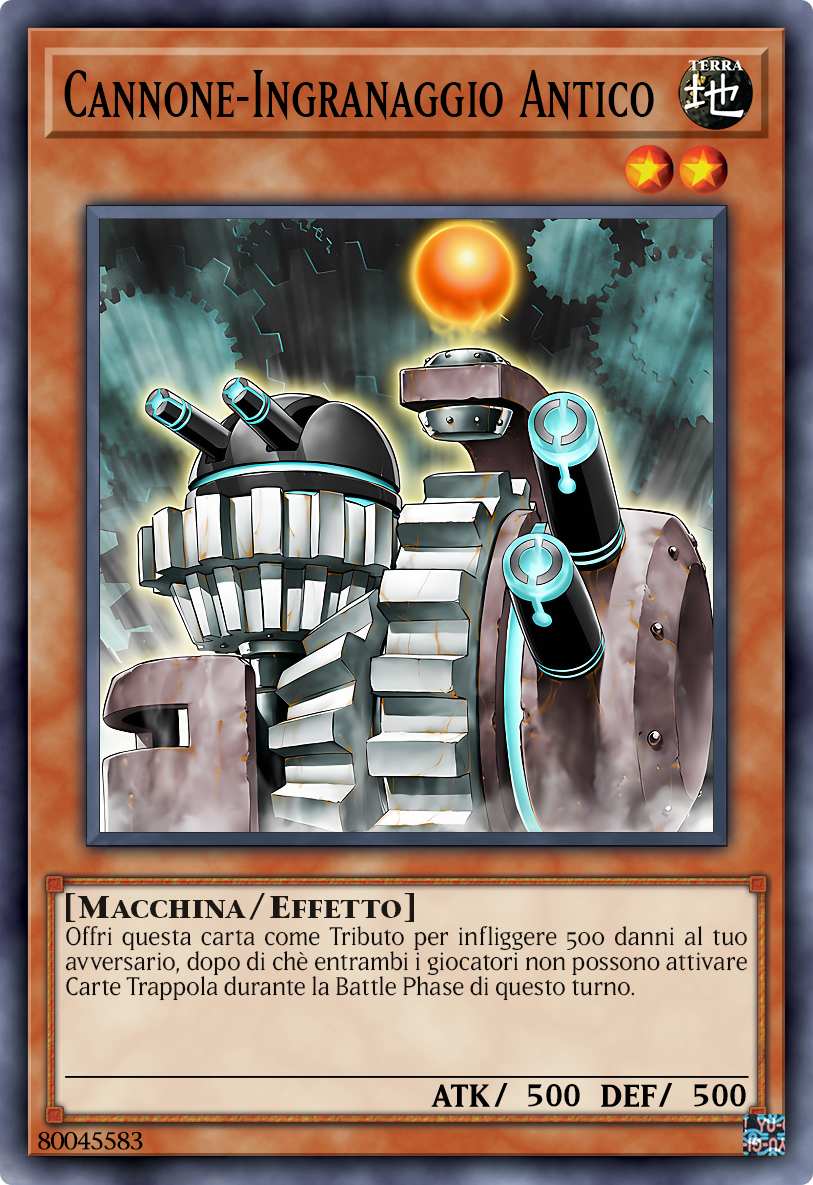 Cannone-Ingranaggio Antico
TERRA
地
[Macchina/Effetto]
Offri questa carta come Tributo per infliggere 500 danni al tuo
avversario, dopo di chè entrambi i giocatori non possono attivare
Carte Trappola durante la Battle Phase di questo turno.
ATK/ 500 DEF/ 500
80045583